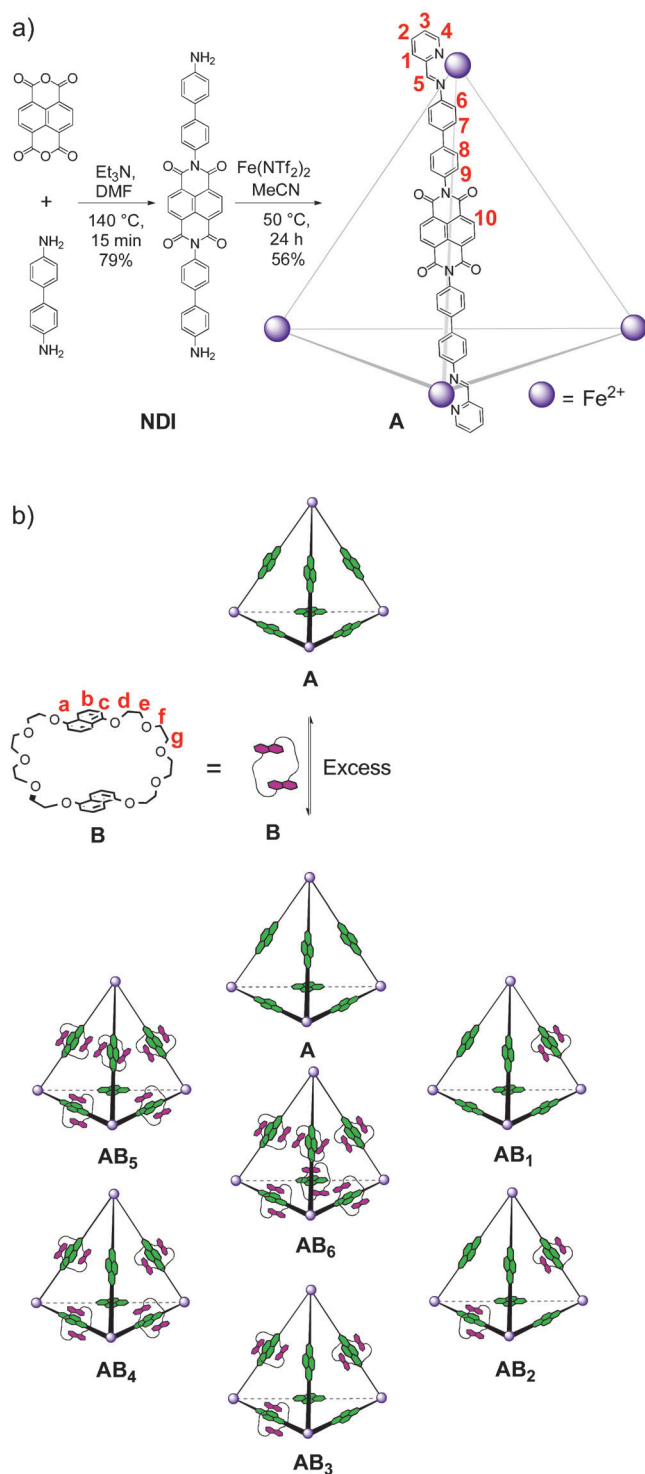 a)
NH2
Et3N,
DMF
140 °C,
15 min
79%
+
NH2
NH2
NH2
O O O
O O O
O N O
O N O
NH2
NDI
Fe(NTf2)2
MeCN
50 °C,
24 h
56%
3
2 4
1 N
5 N 6
7
8
9
O N O
10
O N O
N
N
A
= Fe2+
b)
A
a b c d e
f
g
O O
O O
O O
O O
O O
B
=
B
Excess
A
AB5
AB1
AB6
AB4
AB2
AB3